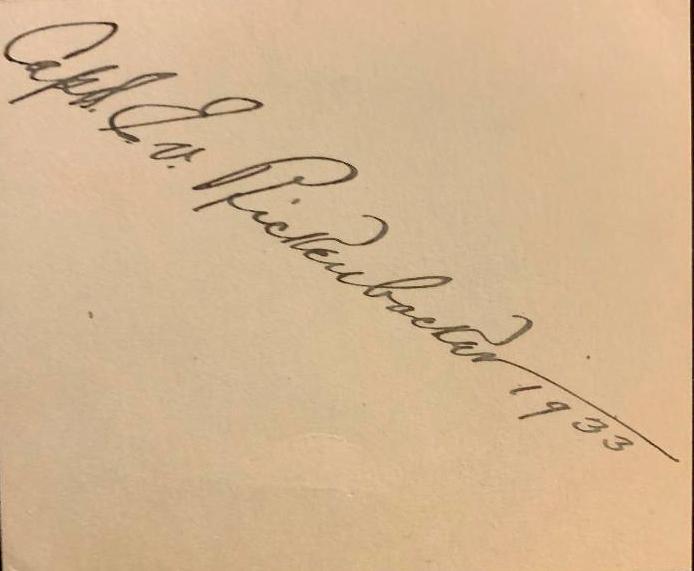 Capt. E. V. Rickenbacker
1933